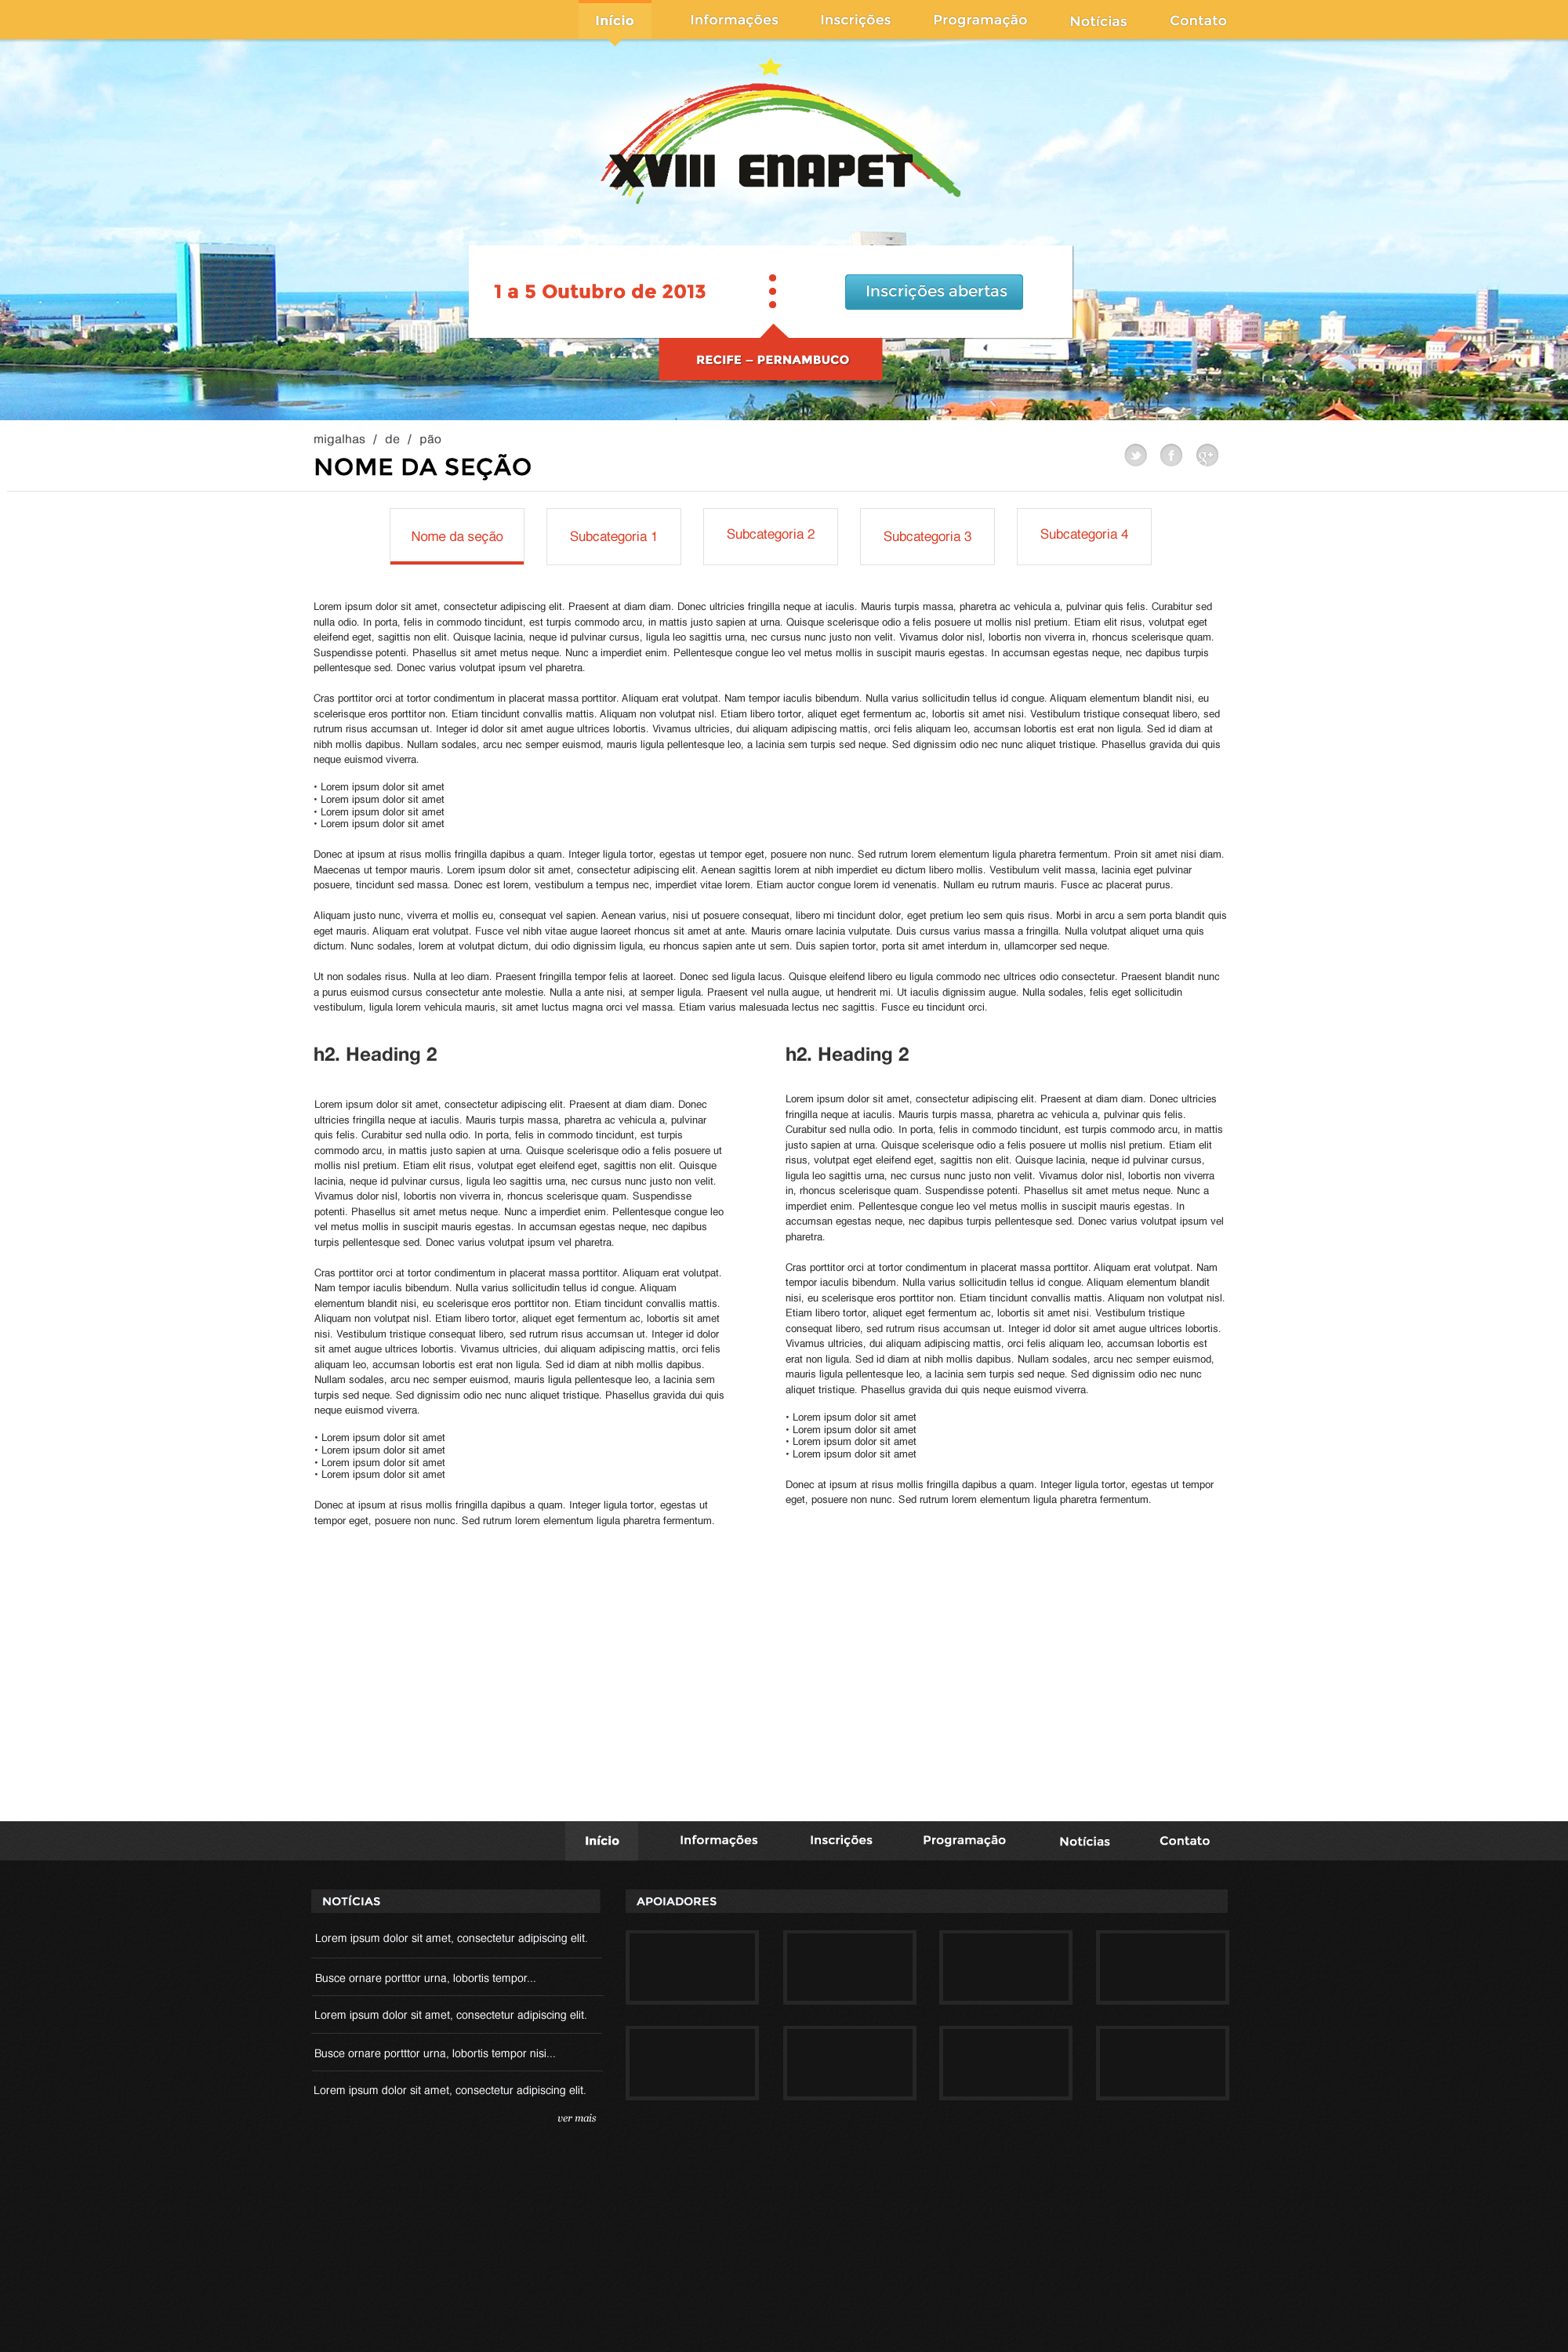 Início Informações Inscrições Programação Notícias Contato
XVIII ENAPET
1 a 5 Outubro de 2013
Inscrições abertas
RECIFE – PERNAMBUCO
migalhas / de / pão
NOME DA SEÇÃO
Nome da seção
Subcategoria 1
Subcategoria 2
Subcategoria 3
Subcategoria 4
Lorem ipsum dolor sit amet, consectetur adipiscing elit. Praesent at diam diam. Donec ultricies fringilla neque at iaculis. Mauris turpis massa, pharetra ac vehicula a, pulvinar quis felis. Curabitur sed
nulla odio. In porta, felis in commodo tincidunt, est turpis commodo arcu, in mattis justo sapien at urna. Quisque scelerisque odio a felis posuere ut mollis nisl pretium. Etiam elit risus, volutpat eget
eleifend eget, sagittis non elit. Quisque lacinia, neque id pulvinar cursus, ligula leo sagittis urna, nec cursus nunc justo non velit. Vivamus dolor nisl, lobortis non viverra in, rhoncus scelerisque quam.
Suspendisse potenti. Phasellus sit amet metus neque. Nunc a imperdiet enim. Pellentesque congue leo vel metus mollis in suscipit mauris egestas. In accumsan egestas neque, nec dapibus turpis
pellentesque sed. Donec varius volutpat ipsum vel pharetra.
Cras porttitor orci at tortor condimentum in placerat massa porttitor. Aliquam erat volutpat. Nam tempor iaculis bibendum. Nulla varius sollicitudin tellus id congue. Aliquam elementum blandit nisi, eu
scelerisque eros porttitor non. Etiam tincidunt convallis mattis. Aliquam non volutpat nisl. Etiam libero tortor, aliquet eget fermentum ac, lobortis sit amet nisi. Vestibulum tristique consequat libero, sed
rutrum risus accumsan ut. Integer id dolor sit amet augue ultrices lobortis. Vivamus ultricies, dui aliquam adipiscing mattis, orci felis aliquam leo, accumsan lobortis est erat non ligula. Sed id diam at
nibh mollis dapibus. Nullam sodales, arcu nec semper euismod, mauris ligula pellentesque leo, a lacinia sem turpis sed neque. Sed dignissim odio nec nunc aliquet tristique. Phasellus gravida dui quis
neque euismod viverra.
• Lorem ipsum dolor sit amet
• Lorem ipsum dolor sit amet
• Lorem ipsum dolor sit amet
• Lorem ipsum dolor sit amet
Donec at ipsum at risus mollis fringilla dapibus a quam. Integer ligula tortor, egestas ut tempor eget, posuere non nunc. Sed rutrum lorem elementum ligula pharetra fermentum. Proin sit amet nisi diam.
Maecenas ut tempor mauris. Lorem ipsum dolor sit amet, consectetur adipiscing elit. Aenean sagittis lorem at nibh imperdiet eu dictum libero mollis. Vestibulum velit massa, lacinia eget pulvinar
posuere, tincidunt sed massa. Donec est lorem, vestibulum a tempus nec, imperdiet vitae lorem. Etiam auctor congue lorem id venenatis. Nullam eu rutrum mauris. Fusce ac placerat purus.
Aliquam justo nunc, viverra et mollis eu, consequat vel sapien. Aenean varius, nisi ut posuere consequat, libero mi tincidunt dolor, eget pretium leo sem quis risus. Morbi in arcu a sem porta blandit quis
eget mauris. Aliquam erat volutpat. Fusce vel nibh vitae augue laoreet rhoncus sit amet at ante. Mauris ornare lacinia vulputate. Duis cursus varius massa a fringilla. Nulla volutpat aliquet urna quis
dictum. Nunc sodales, lorem at volutpat dictum, dui odio dignissim ligula, eu rhoncus sapien ante ut sem. Duis sapien tortor, porta sit amet interdum in, ullamcorper sed neque.
Ut non sodales risus. Nulla at leo diam. Praesent fringilla tempor felis at laoreet. Donec sed ligula lacus. Quisque eleifend libero eu ligula commodo nec ultrices odio consectetur. Praesent blandit nunc
a purus euismod cursus consectetur ante molestie. Nulla a ante nisi, at semper ligula. Praesent vel nulla augue, ut hendrerit mi. Ut iaculis dignissim augue. Nulla sodales, felis eget sollicitudin
vestibulum, ligula lorem vehicula mauris, sit amet luctus magna orci vel massa. Etiam varius malesuada lectus nec sagittis. Fusce eu tincidunt orci.
h2. Heading 2
Lorem ipsum dolor sit amet, consectetur adipiscing elit. Praesent at diam diam. Donec
ultricies fringilla neque at iaculis. Mauris turpis massa, pharetra ac vehicula a, pulvinar
quis felis. Curabitur sed nulla odio. In porta, felis in commodo tincidunt, est turpis
commodo arcu, in mattis justo sapien at urna. Quisque scelerisque odio a felis posuere ut
mollis nisl pretium. Etiam elit risus, volutpat eget eleifend eget, sagittis non elit. Quisque
lacinia, neque id pulvinar cursus, ligula leo sagittis urna, nec cursus nunc justo non velit.
Vivamus dolor nisl, lobortis non viverra in, rhoncus scelerisque quam. Suspendisse
potenti. Phasellus sit amet metus neque. Nunc a imperdiet enim. Pellentesque congue leo
vel metus mollis in suscipit mauris egestas. In accumsan egestas neque, nec dapibus
turpis pellentesque sed. Donec varius volutpat ipsum vel pharetra.
Cras porttitor orci at tortor condimentum in placerat massa porttitor. Aliquam erat volutpat.
Nam tempor iaculis bibendum. Nulla varius sollicitudin tellus id congue. Aliquam
elementum blandit nisi, eu scelerisque eros porttitor non. Etiam tincidunt convallis mattis.
Aliquam non volutpat nisl. Etiam libero tortor, aliquet eget fermentum ac, lobortis sit amet
nisi. Vestibulum tristique consequat libero, sed rutrum risus accumsan ut. Integer id dolor
sit amet augue ultrices lobortis. Vivamus ultricies, dui aliquam adipiscing mattis, orci felis
aliquam leo, accumsan lobortis est erat non ligula. Sed id diam at nibh mollis dapibus.
Nullam sodales, arcu nec semper euismod, mauris ligula pellentesque leo, a lacinia sem
turpis sed neque. Sed dignissim odio nec nunc aliquet tristique. Phasellus gravida dui quis
neque euismod viverra.
• Lorem ipsum dolor sit amet
• Lorem ipsum dolor sit amet
• Lorem ipsum dolor sit amet
• Lorem ipsum dolor sit amet
Donec at ipsum at risus mollis fringilla dapibus a quam. Integer ligula tortor, egestas ut
tempor eget, posuere non nunc. Sed rutrum lorem elementum ligula pharetra fermentum.
h2. Heading 2
Lorem ipsum dolor sit amet, consectetur adipiscing elit. Praesent at diam diam. Donec ultricies
fringilla neque at iaculis. Mauris turpis massa, pharetra ac vehicula a, pulvinar quis felis.
Curabitur sed nulla odio. In porta, felis in commodo tincidunt, est turpis commodo arcu, in mattis
justo sapien at urna. Quisque scelerisque odio a felis posuere ut mollis nisl pretium. Etiam elit
risus, volutpat eget eleifend eget, sagittis non elit. Quisque lacinia, neque id pulvinar cursus,
ligula leo sagittis urna, nec cursus nunc justo non velit. Vivamus dolor nisl, lobortis non viverra
in, rhoncus scelerisque quam. Suspendisse potenti. Phasellus sit amet metus neque. Nunc a
imperdiet enim. Pellentesque congue leo vel metus mollis in suscipit mauris egestas. In
accumsan egestas neque, nec dapibus turpis pellentesque sed. Donec varius volutpat ipsum vel
pharetra.
Cras porttitor orci at tortor condimentum in placerat massa porttitor. Aliquam erat volutpat. Nam
tempor iaculis bibendum. Nulla varius sollicitudin tellus id congue. Aliquam elementum blandit
nisi, eu scelerisque eros porttitor non. Etiam tincidunt convallis mattis. Aliquam non volutpat nisl.
Etiam libero tortor, aliquet eget fermentum ac, lobortis sit amet nisi. Vestibulum tristique
consequat libero, sed rutrum risus accumsan ut. Integer id dolor sit amet augue ultrices lobortis.
Vivamus ultricies, dui aliquam adipiscing mattis, orci felis aliquam leo, accumsan lobortis est
erat non ligula. Sed id diam at nibh mollis dapibus. Nullam sodales, arcu nec semper euismod,
mauris ligula pellentesque leo, a lacinia sem turpis sed neque. Sed dignissim odio nec nunc
aliquet tristique. Phasellus gravida dui quis neque euismod viverra.
• Lorem ipsum dolor sit amet
• Lorem ipsum dolor sit amet
• Lorem ipsum dolor sit amet
• Lorem ipsum dolor sit amet
Donec at ipsum at risus mollis fringilla dapibus a quam. Integer ligula tortor, egestas ut tempor
eget, posuere non nunc. Sed rutrum lorem elementum ligula pharetra fermentum.
Início Informações Inscrições Programação Notícias Contato
NOTÍCIAS
Lorem ipsum dolor sit amet, consectetur adipiscing elit.
Busce ornare portttor urna, lobortis tempor...
Lorem ipsum dolor sit amet, consectetur adipiscing elit.
Busce ornare portttor urna, lobortis tempor nisi...
Lorem ipsum dolor sit amet, consectetur adipiscing elit.
ver mais
APOIADORES